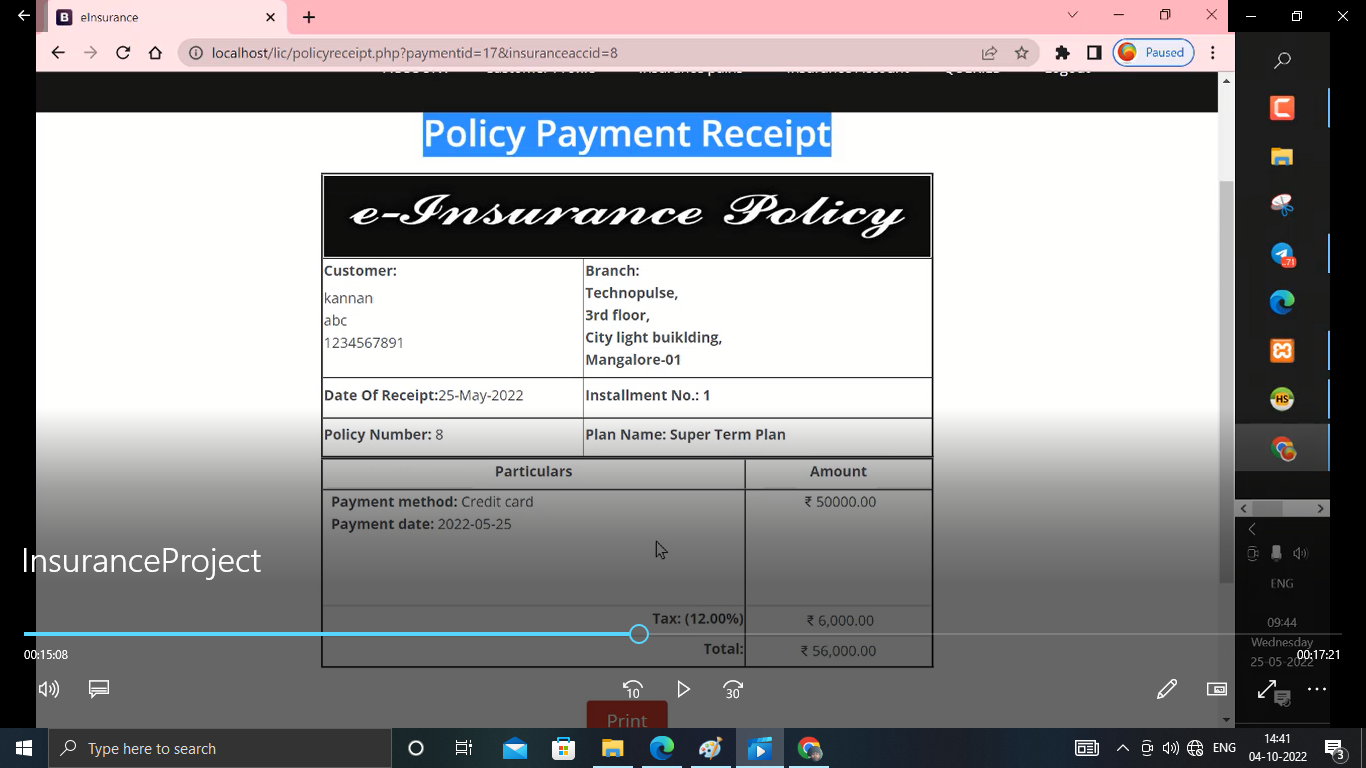 eInsurance
localhost/lic/policyreceipt.php?paymentid=17&insuranceaccid=8
Paused
Policy Payment Receipt
e-Insurance Policy
Customer:
kannan
abc
1234567891
Branch:
Technopulse,
3rd floor,
City light buiklding,
Mangalore-01
Date Of Receipt:25-May-2022
Installment No.: 1
Policy Number: 8
Plan Name: Super Term Plan
Particulars
Amount
Payment method: Credit card
₹ 50000.00
Payment date: 2022-05-25
InsuranceProject
Tax: (12.00%)
₹ 6,000.00
Total:
₹ 56,000.00
00:15:08
00:17:21
10
30
Print
ENG
09:44
Wednesday
25-05-2022
Type here to search
ENG
14:41
04-10-2022
3